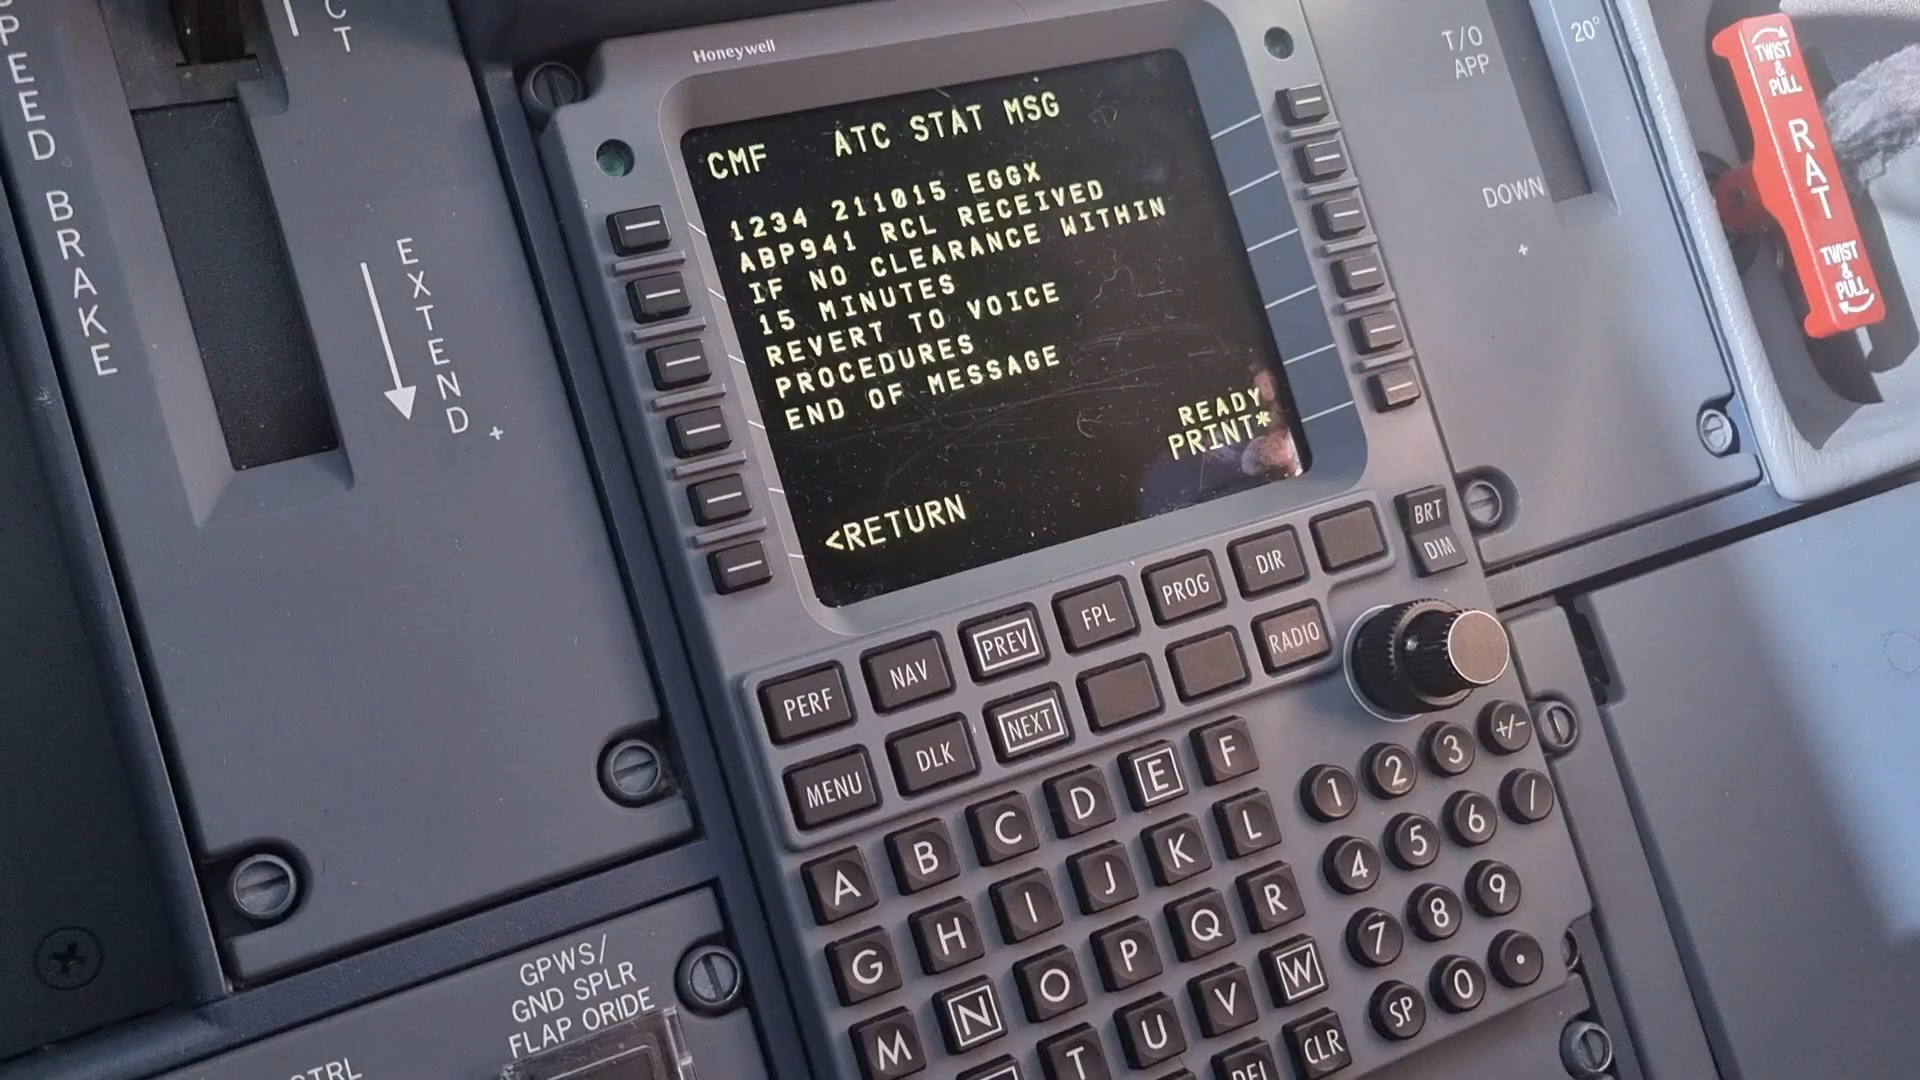 SPEED BRAKE
CT
EXTEND
Honeywell
CMF ATC STAT MSG
1234 211015 EGGX
ABP941 RCL RECEIVED
IF NO CLEARANCE WITHIN
15 MINUTES
REVERT TO VOICE
PROCEDURES
END OF MESSAGE
READY
PRINT*
<RETURN
T/O
APP
20°
DOWN
TWIST
&
PULL
RAT
TWIST
&
PULL
BRT
DIM
PERF NAV PREV FPL PROG DIR
MENU DLK NEXT RADIO
A B C D E F
G H I J K L
M N O P Q R
T U V W
DEL CLR
1 2 3 +/-
4 5 6 /
7 8 9
SP 0 .
GPWS/
GND SPLR
FLAP ORIDE